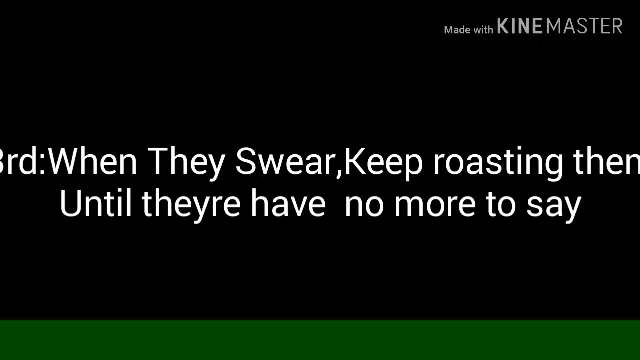 Made with KINEMASTER
3rd:When They Swear,Keep roasting them
Until theyre have no more to say